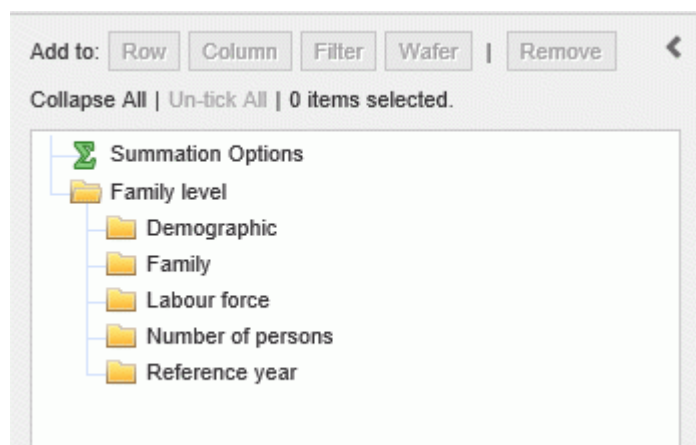 Add to: Row Column Filter Wafer | Remove
Collapse All | Un-tick All | 0 items selected.
Summation Options
Family level
Demographic
Family
Labour force
Number of persons
Reference year